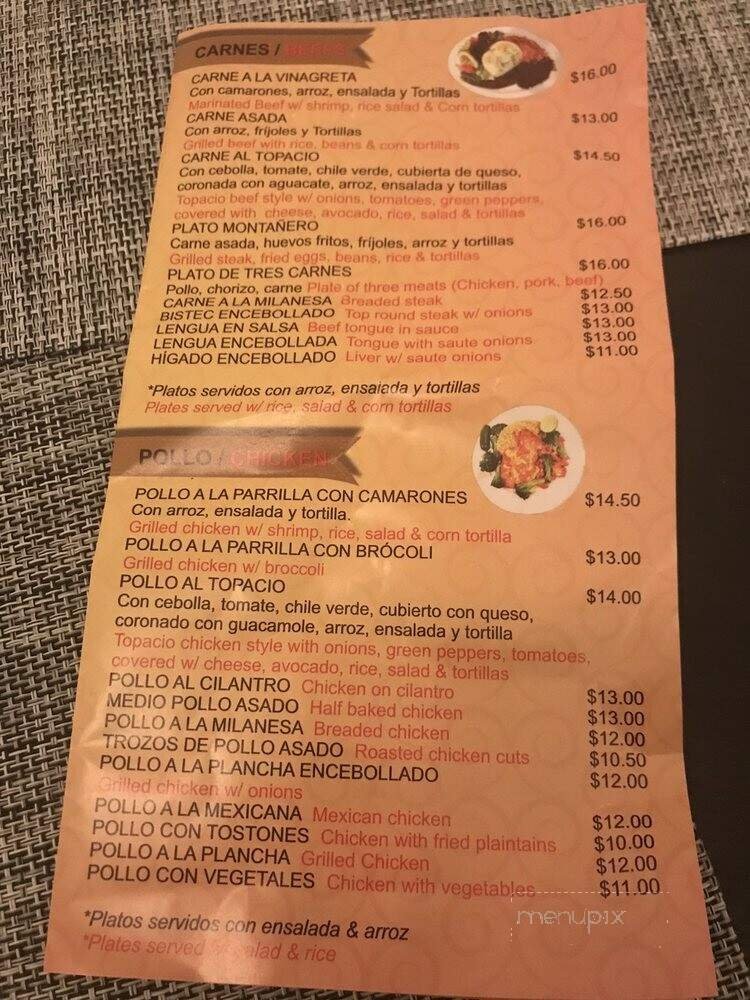 CARNES / BEEFS
CARNE A LA VINAGRETA $16.00
Con camarones, arroz, ensalada y Tortillas
Marinated Beef w/ shrimp, rice salad & Corn tortillas
CARNE ASADA $13.00
Con arroz, fríjoles y Tortillas
Grilled beef with rice, beans & corn tortillas
CARNE AL TOPACIO $14.50
Con cebolla, tomate, chile verde, cubierta de queso,
coronada con aguacate, arroz, ensalada y tortillas
Topacio beef style w/ onions, tomatoes, green peppers,
covered with cheese, avocado, rice, salad & tortillas
PLATO MONTAÑERO $16.00
Carne asada, huevos fritos, fríjoles, arroz y tortillas
Grilled steak, fried eggs, beans, rice & tortillas
PLATO DE TRES CARNES $16.00
Pollo, chorizo, carne Plate of three meats (Chicken, pork, beef)
CARNE A LA MILANESA Breaded steak $12.50
BISTEC ENCEBOLLADO Top round steak w/ onions $13.00
LENGUA EN SALSA Beef tongue in sauce $13.00
LENGUA ENCEBOLLADA Tongue with saute onions $13.00
HÍGADO ENCEBOLLADO Liver w/ saute onions $11.00
*Platos servidos con arroz, ensalada y tortillas
Plates served w/ rice, salad & corn tortillas
POLLO / CHICKEN
POLLO A LA PARRILLA CON CAMARONES $14.50
Con arroz, ensalada y tortilla.
Grilled chicken w/ shrimp, rice, salad & corn tortilla
POLLO A LA PARRILLA CON BRÓCOLI $13.00
Grilled chicken w/ broccoli
POLLO AL TOPACIO $14.00
Con cebolla, tomate, chile verde, cubierto con queso,
coronado con guacamole, arroz, ensalada y tortilla
Topacio chicken style with onions, green peppers, tomatoes,
covered w/ cheese, avocado, rice, salad & tortillas
POLLO AL CILANTRO Chicken on cilantro $13.00
MEDIO POLLO ASADO Half baked chicken $13.00
POLLO A LA MILANESA Breaded chicken $12.00
TROZOS DE POLLO ASADO Roasted chicken cuts $10.50
POLLO A LA PLANCHA ENCEBOLLADO $12.00
Grilled chicken w/ onions
POLLO A LA MEXICANA Mexican chicken $12.00
POLLO CON TOSTONES Chicken with fried plaintains $10.00
POLLO A LA PLANCHA Grilled Chicken $12.00
POLLO CON VEGETALES Chicken with vegetables $11.00
menupix
*Platos servidos con ensalada & arroz
*Plates served salad & rice